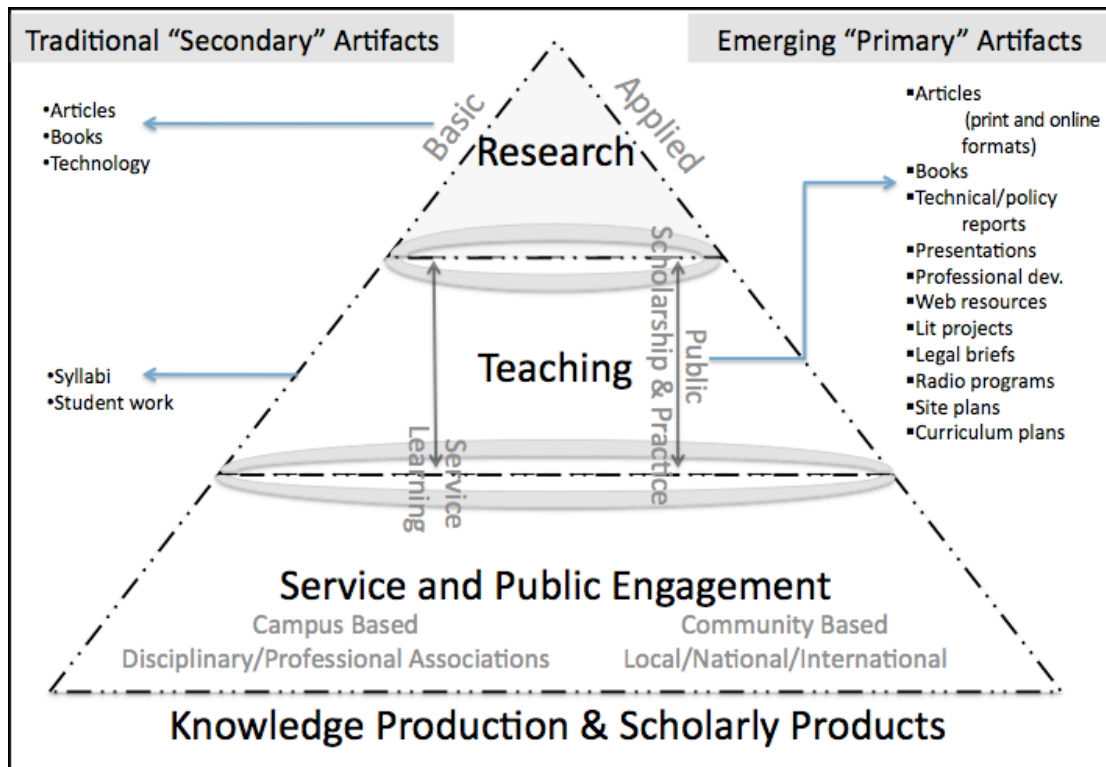 Traditional “Secondary” Artifacts
Emerging “Primary” Artifacts
•Articles
•Books
•Technology
Basic
Applied
Research
▪Articles
(print and online
formats)
▪Books
▪Technical/policy
reports
▪Presentations
▪Professional dev.
▪Web resources
▪Lit projects
▪Legal briefs
▪Radio programs
▪Site plans
▪Curriculum plans
Teaching
Public
Scholarship & Practice
•Syllabi
•Student work
Service
Learning
Service and Public Engagement
Campus Based
Disciplinary/Professional Associations
Community Based
Local/National/International
Knowledge Production & Scholarly Products